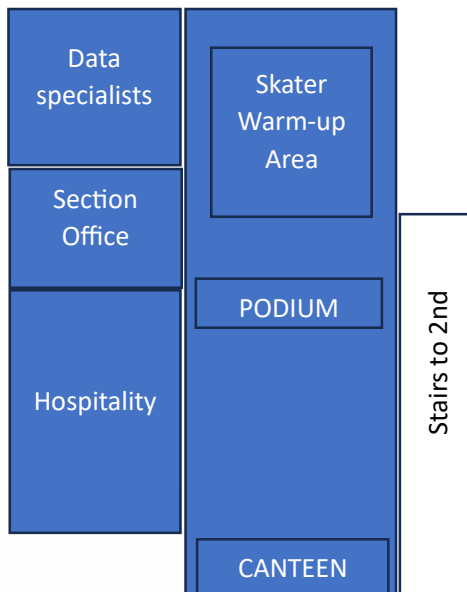 Data
specialists
Skater
Warm-up
Area
Section
Office
PODIUM
Hospitality
Stairs to 2nd
CANTEEN